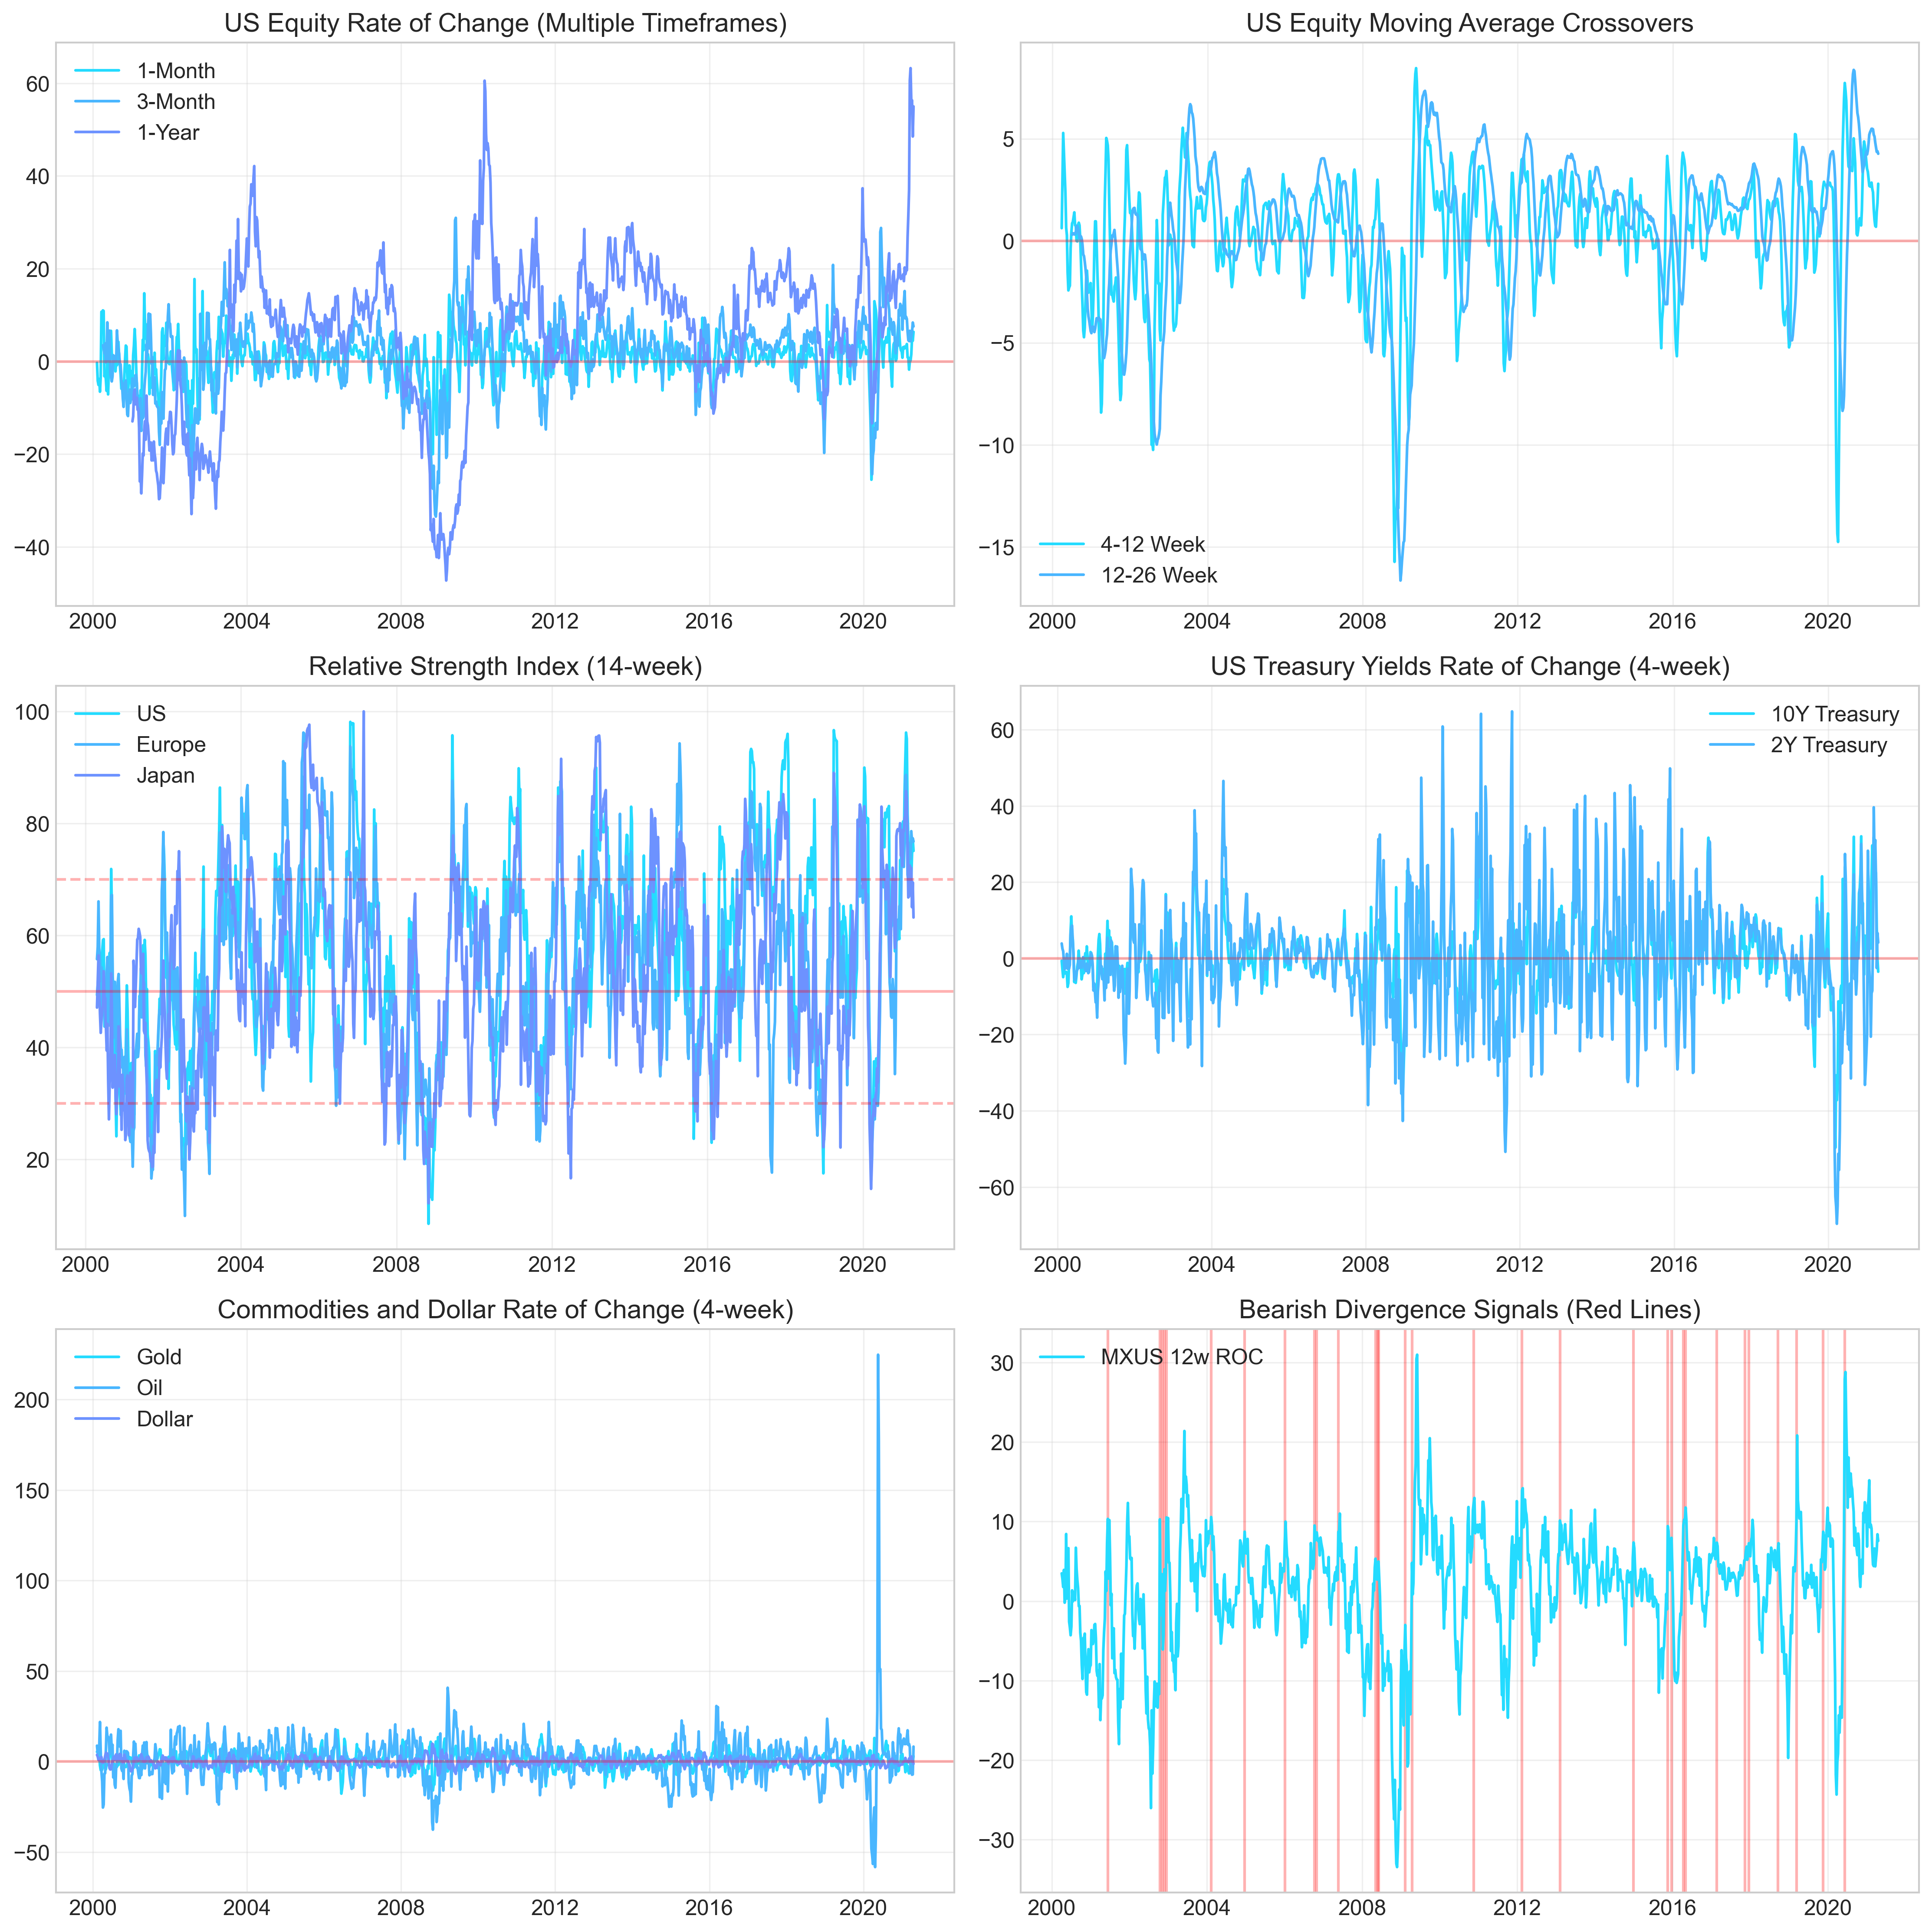 US Equity Rate of Change (Multiple Timeframes)
1-Month
3-Month
1-Year
60
40
20
0
−20
−40
2000 2004 2008 2012 2016 2020
US Equity Moving Average Crossovers
5
0
−5
−10
−15
4-12 Week
12-26 Week
2000 2004 2008 2012 2016 2020
Relative Strength Index (14-week)
US
Europe
Japan
100
80
60
40
20
2000 2004 2008 2012 2016 2020
US Treasury Yields Rate of Change (4-week)
10Y Treasury
2Y Treasury
60
40
20
0
−20
−40
−60
2000 2004 2008 2012 2016 2020
Commodities and Dollar Rate of Change (4-week)
Gold
Oil
Dollar
200
150
100
50
0
−50
2000 2004 2008 2012 2016 2020
Bearish Divergence Signals (Red Lines)
MXUS 12w ROC
30
20
10
0
−10
−20
−30
2000 2004 2008 2012 2016 2020